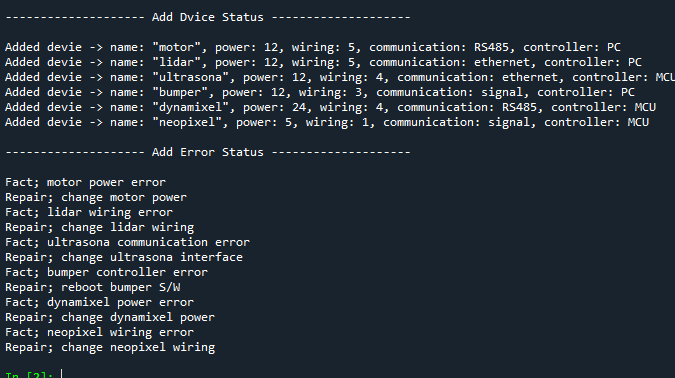 -------------------- Add Dvice Status --------------------
Added devie -> name: "motor", power: 12, wiring: 5, communication: RS485, controller: PC
Added devie -> name: "lidar", power: 12, wiring: 5, communication: ethernet, controller: PC
Added devie -> name: "ultrasona", power: 12, wiring: 4, communication: ethernet, controller: MCU
Added devie -> name: "bumper", power: 12, wiring: 3, communication: signal, controller: PC
Added devie -> name: "dynamixel", power: 24, wiring: 4, communication: RS485, controller: MCU
Added devie -> name: "neopixel", power: 5, wiring: 1, communication: signal, controller: MCU
-------------------- Add Error Status --------------------
Fact; motor power error
Repair; change motor power
Fact; lidar wiring error
Repair; change lidar wiring
Fact; ultrasona communication error
Repair; change ultrasona interface
Fact; bumper controller error
Repair; reboot bumper S/W
Fact; dynamixel power error
Repair; change dynamixel power
Fact; neopixel wiring error
Repair; change neopixel wiring
In [2]: